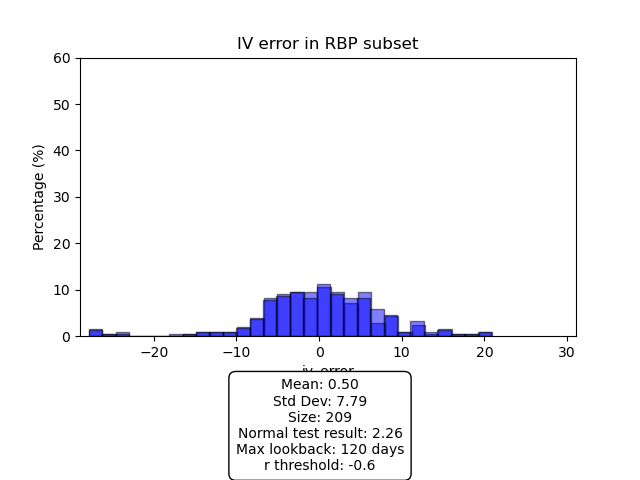 IV error in RBP subset
Percentage (%)
60
50
40
30
20
10
0
−20
−10
0
10
20
30
iv_error
Mean: 0.50
Std Dev: 7.79
Size: 209
Normal test result: 2.26
Max lookback: 120 days
r threshold: -0.6